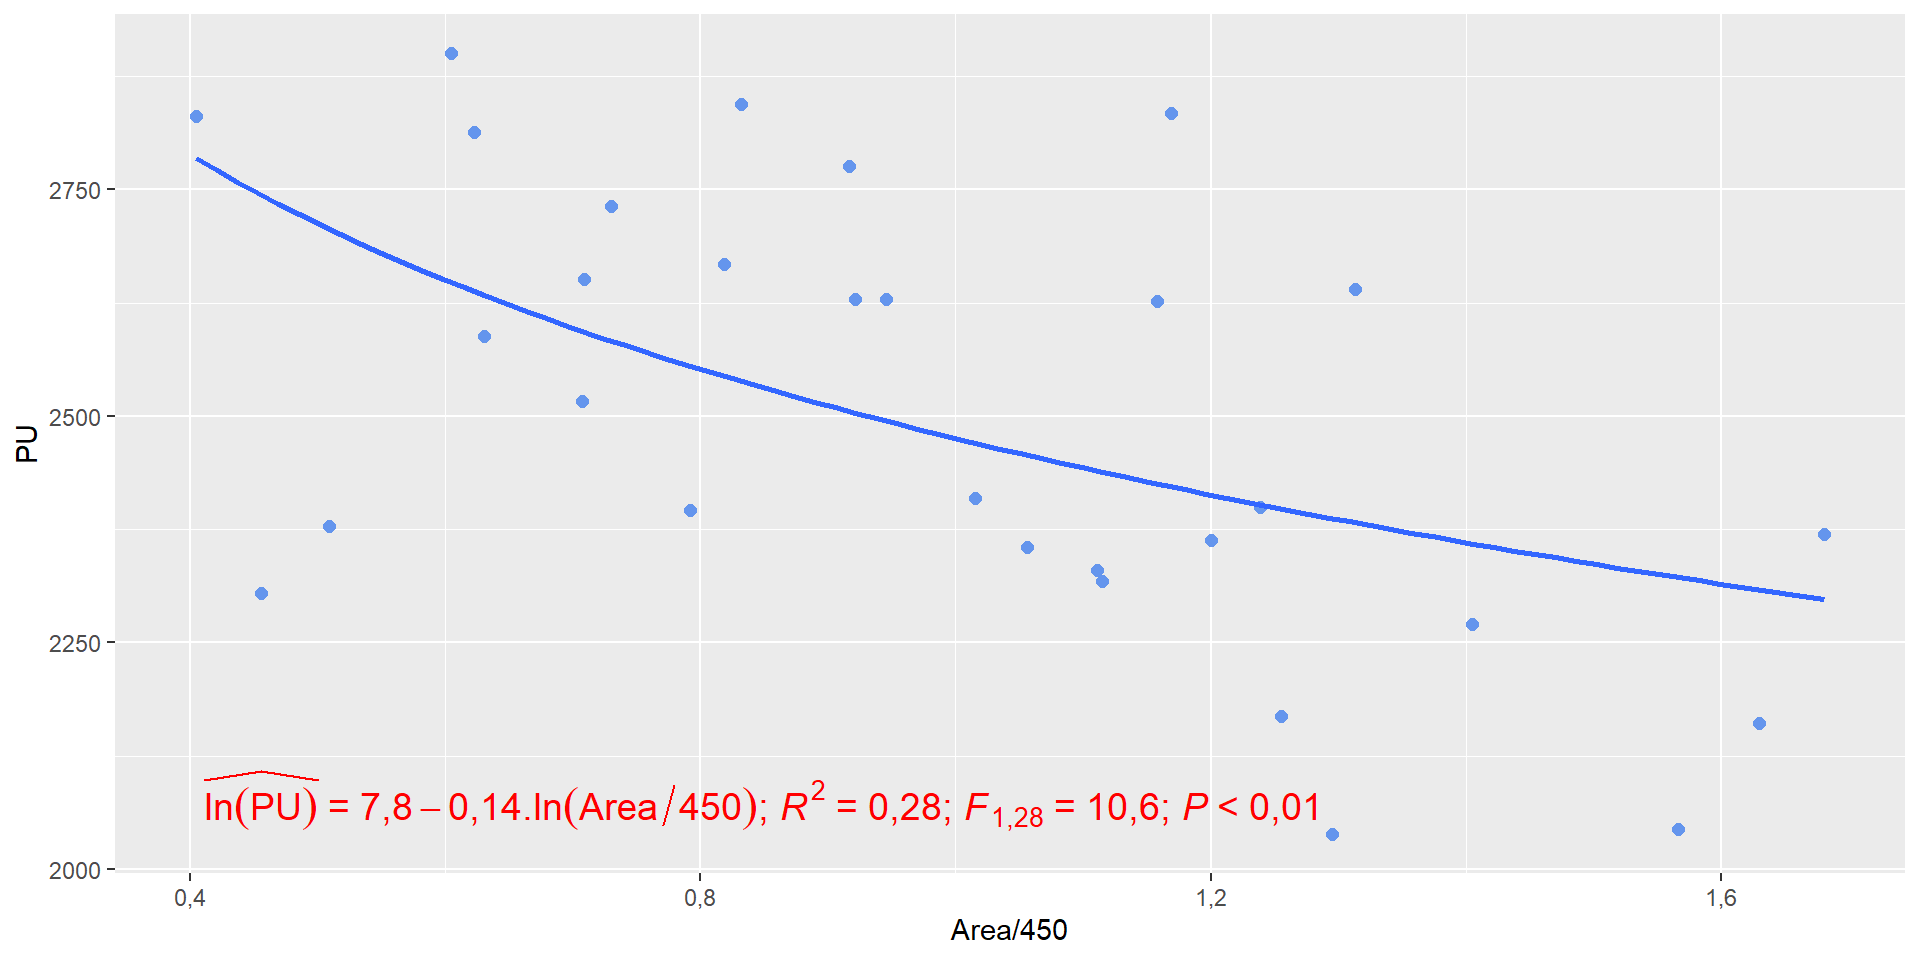 2750
2500
2250
2000
PU
ln(PU) = 7,8 – 0,14.ln(Area/450); R² = 0,28; F₁,₂₈ = 10,6; P < 0,01
0,4 0,8 1,2 1,6
Area/450